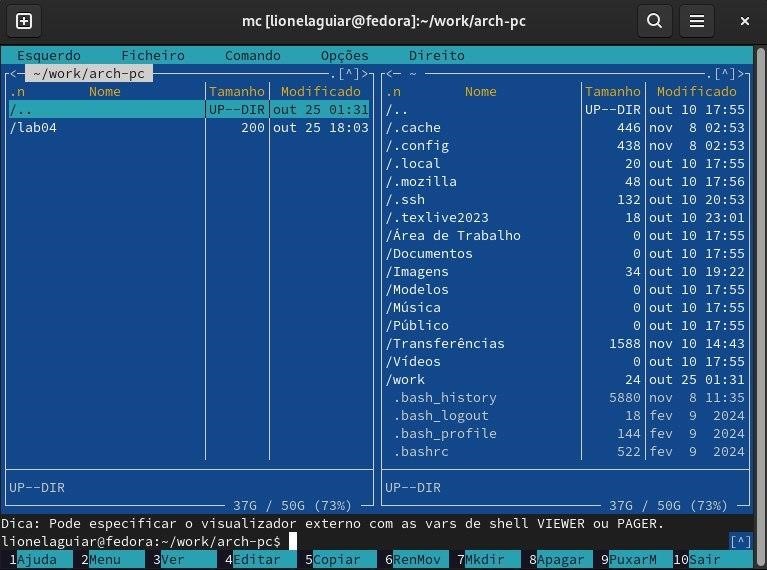 mc [lionelaguiar@fedora]:~/work/arch-pc
Esquerdo Ficheiro Comando Opções Direito
<─ ~/work/arch-pc .[^]> <─ ~ .[^]>
.n Nome Tamanho Modificado .n Nome Tamanho Modificado
/.. UP--DIR out 25 01:31 /.. UP--DIR out 10 17:55
/lab04 200 out 25 18:03 /.cache 446 nov 8 02:53
/.config 438 nov 8 02:53
/.local 20 out 10 17:55
/.mozilla 48 out 10 17:56
/.ssh 132 out 10 20:53
/.texlive2023 18 out 10 23:01
/Área de Trabalho 0 out 10 17:55
/Documentos 0 out 10 17:55
/Imagens 34 out 10 19:22
/Modelos 0 out 10 17:55
/Música 0 out 10 17:55
/Público 0 out 10 17:55
/Transferências 1588 nov 10 14:43
/Vídeos 0 out 10 17:55
/work 24 out 25 01:31
.bash_history 5880 nov 8 11:35
.bash_logout 18 fev 9 2024
.bash_profile 144 fev 9 2024
.bashrc 522 fev 9 2024
UP--DIR UP--DIR
37G / 50G (73%) 37G / 50G (73%)
Dica: Pode especificar o visualizador externo com as vars de shell VIEWER ou PAGER.
lionelaguiar@fedora:~/work/arch-pc$ [^]
1Ajuda 2Menu 3Ver 4Editar 5Copiar 6RenMov 7Mkdir 8Apagar 9PuxarM 10Sair